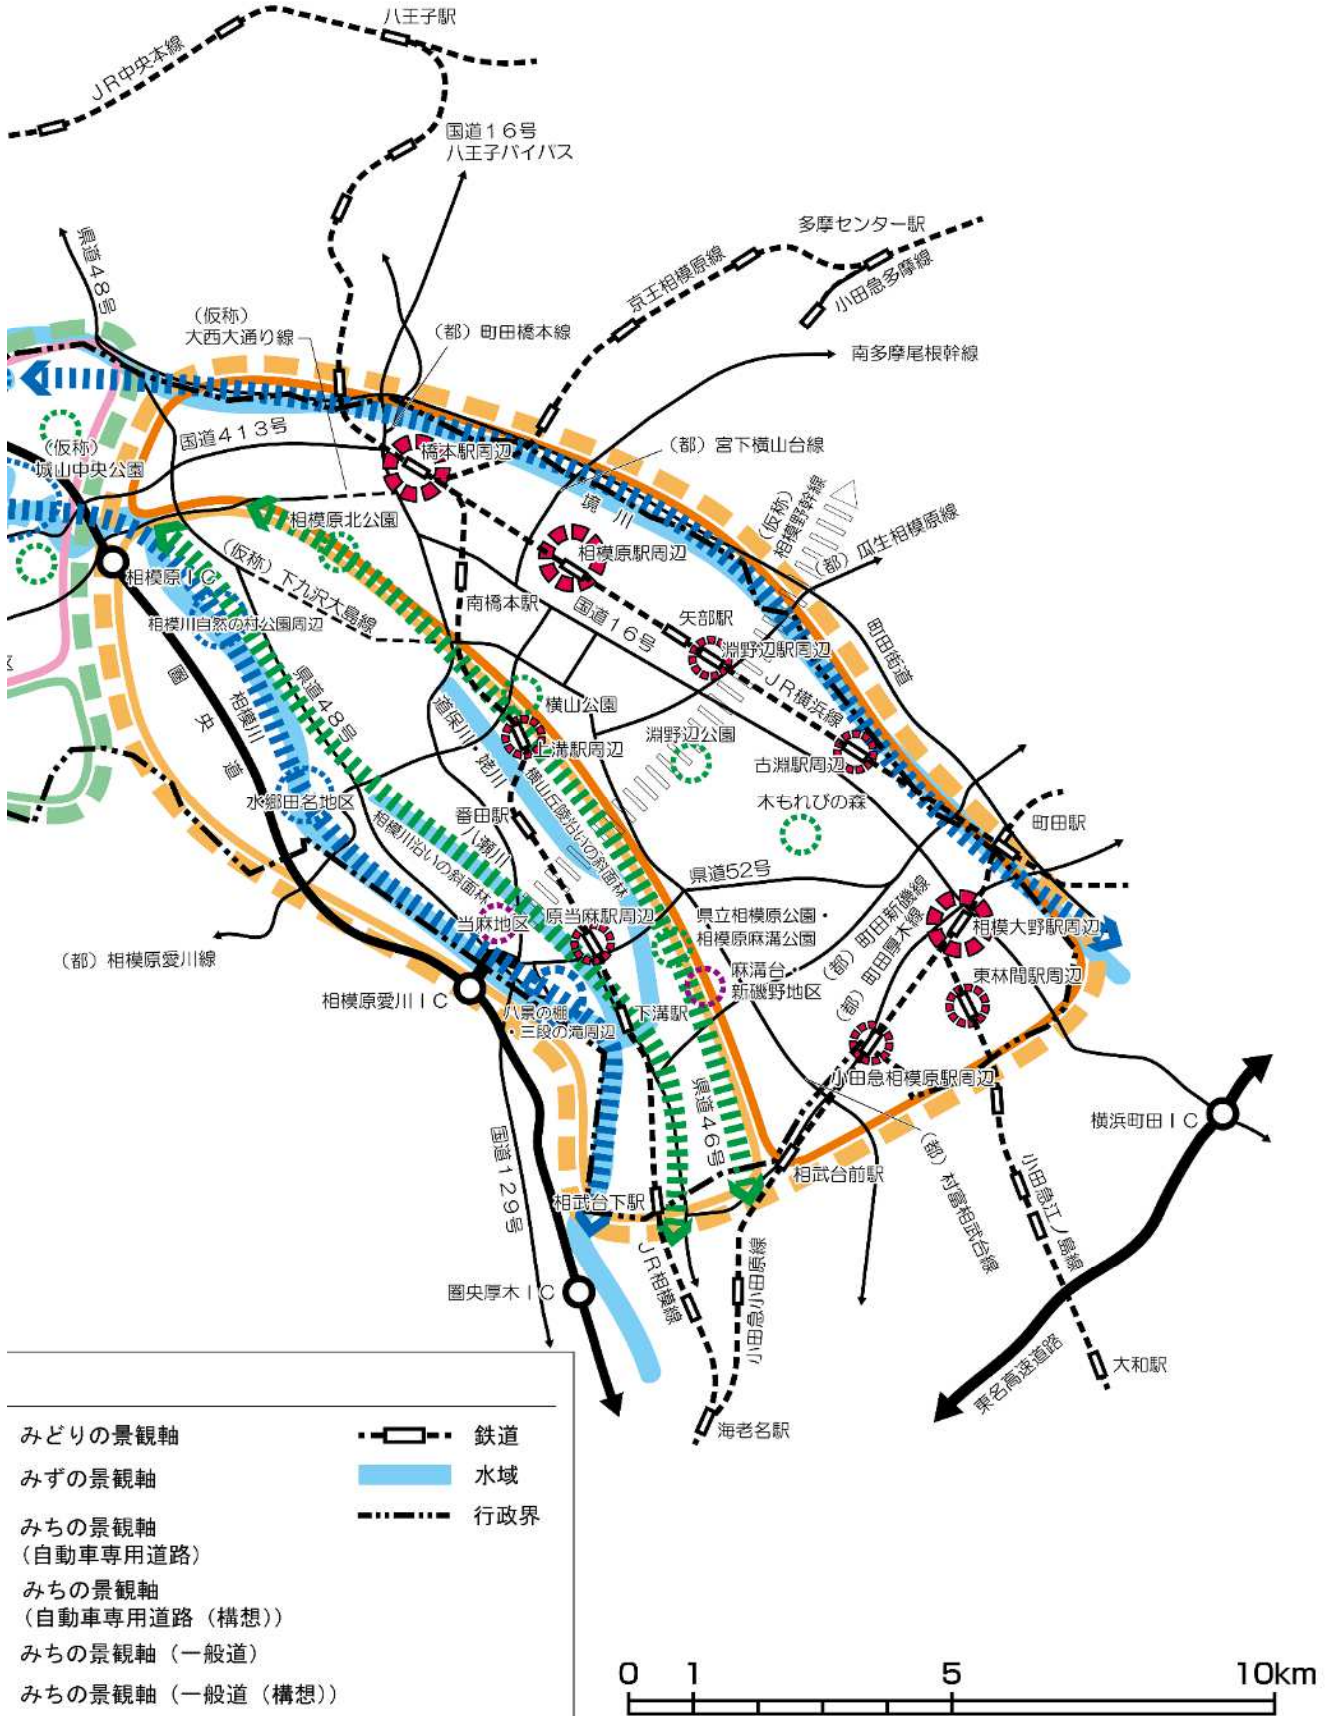 八王子駅
JR中央本線
国道16号
八王子バイパス
多摩センター駅
県道48号
京王相模原線
小田急多摩線
(仮称)
大西大通り線
(都)町田橋本線
南多摩尾根幹線
国道413号
(仮称)
城山中央公園
橋本駅周辺
(都)宮下横山台線
境川
(仮称)
相模野幹線
(都)瓜生相模原線
相模原北公園
相模原駅周辺
相模原IC
(仮称)下九沢大島線
南橋本駅
国道16号
矢部駅
相模川自然の村公園周辺
淵野辺駅周辺
町田街道
区
圏央道
相模川
県道48号
道保川・姥川
横山公園
JR横浜線
上溝駅周辺
淵野辺公園
古淵駅周辺
横山丘陵沿いの斜面林
水郷田名地区
番田駅
木もれびの森
町田駅
八瀬川
相模川沿いの斜面林
県道52号
当麻地区
原当麻駅周辺
県立相模原公園・
相模原麻溝公園
(都)町田新磯線
(都)町田厚木線
相模大野駅周辺
(都)相模原愛川線
麻溝台・
新磯野地区
東林間駅周辺
相模原愛川IC
八景の棚
・三段の滝周辺
下溝駅
小田急相模原駅周辺
県道46号
横浜町田IC
国道129号
相武台前駅
(都)村富相武台線
小田急江ノ島線
相武台下駅
JR相模線
小田急小田原線
圏央厚木IC
東名高速道路
大和駅
海老名駅
みどりの景観軸
鉄道
みずの景観軸
水域
みちの景観軸
(自動車専用道路)
行政界
みちの景観軸
(自動車専用道路(構想))
みちの景観軸(一般道)
みちの景観軸(一般道(構想))
0 1 5 10km